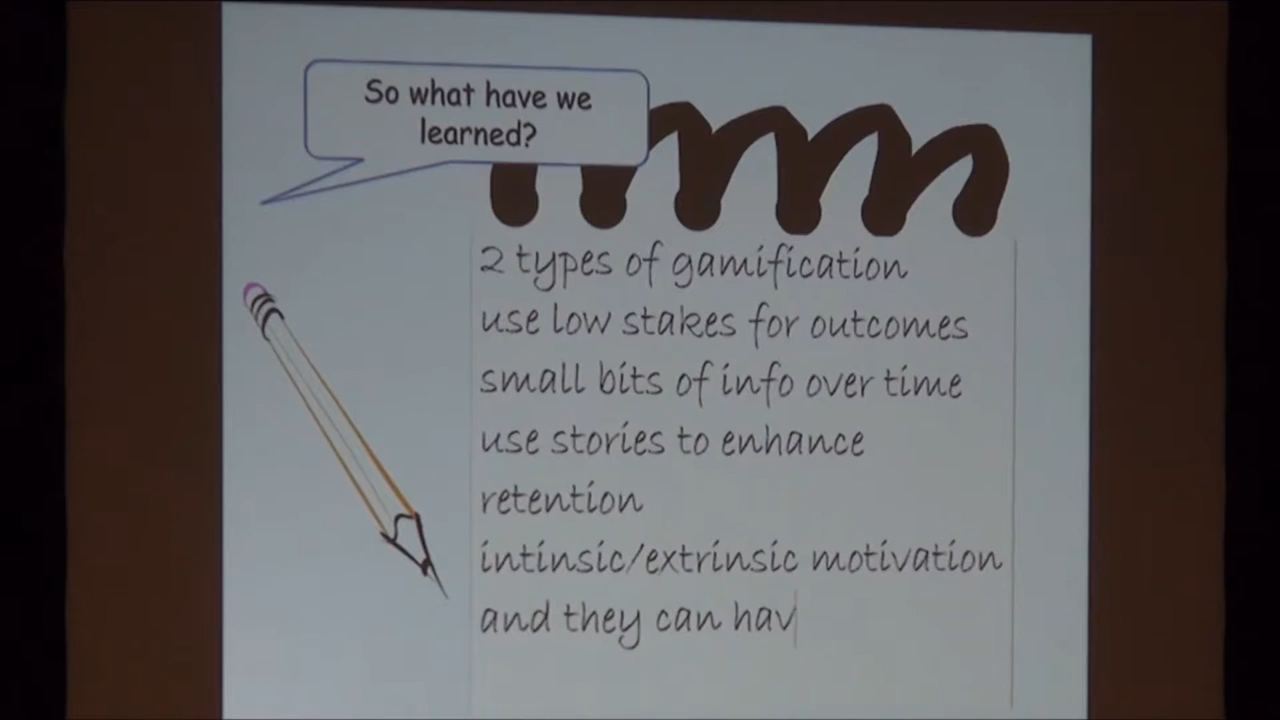 So what have we
learned?
2 types of gamification
use low stakes for outcomes
small bits of info over time
use stories to enhance
retention
intinsic/extrinsic motivation
and they can hav